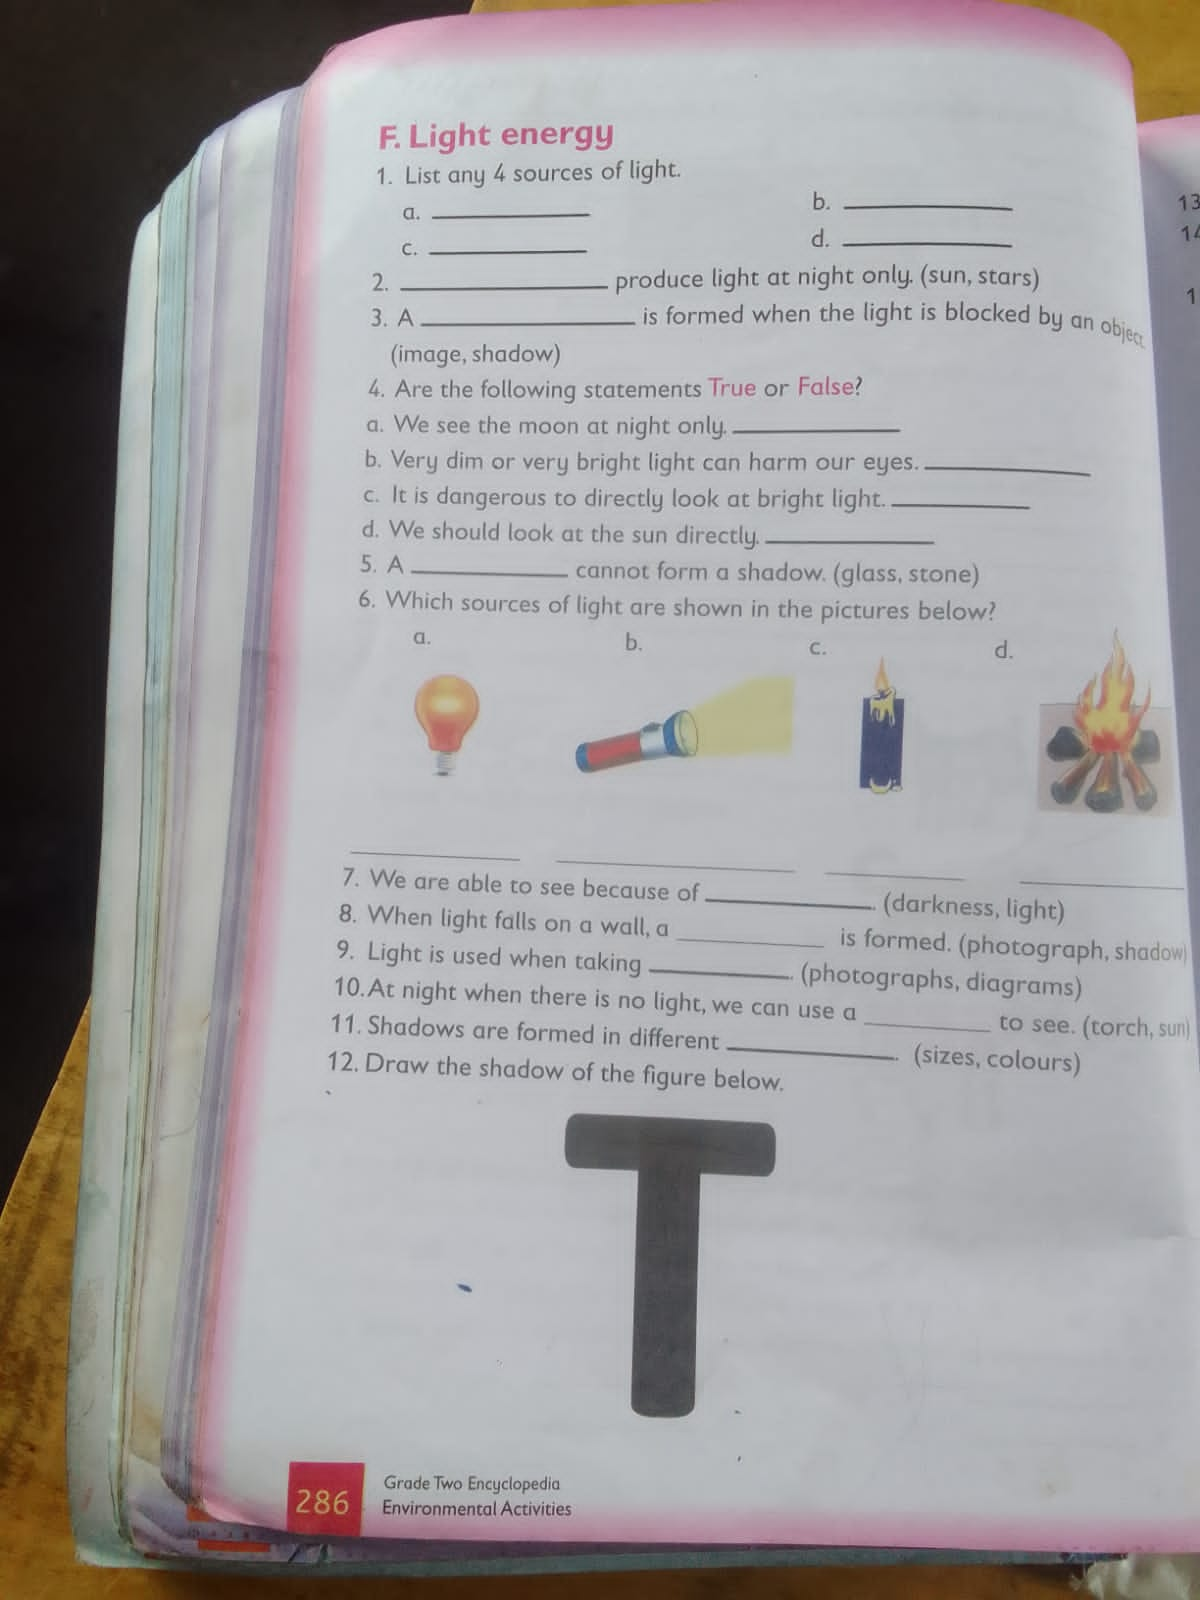 F. Light energy
1. List any 4 sources of light.
a. ____________ b. ____________
c. ____________ d. ____________
2. ____________ produce light at night only. (sun, stars)
3. A ____________ is formed when the light is blocked by an object.
(image, shadow)
4. Are the following statements True or False?
a. We see the moon at night only. ____________
b. Very dim or very bright light can harm our eyes. ____________
c. It is dangerous to directly look at bright light. ____________
d. We should look at the sun directly. ____________
5. A ____________ cannot form a shadow. (glass, stone)
6. Which sources of light are shown in the pictures below?
a. b. c. d.
____________ ____________ ____________ ____________
7. We are able to see because of ____________. (darkness, light)
8. When light falls on a wall, a ____________ is formed. (photograph, shadow)
9. Light is used when taking ____________. (photographs, diagrams)
10. At night when there is no light, we can use a ____________ to see. (torch, sun)
11. Shadows are formed in different ____________. (sizes, colours)
12. Draw the shadow of the figure below.
T
286
Grade Two Encyclopedia
Environmental Activities
13
14
1